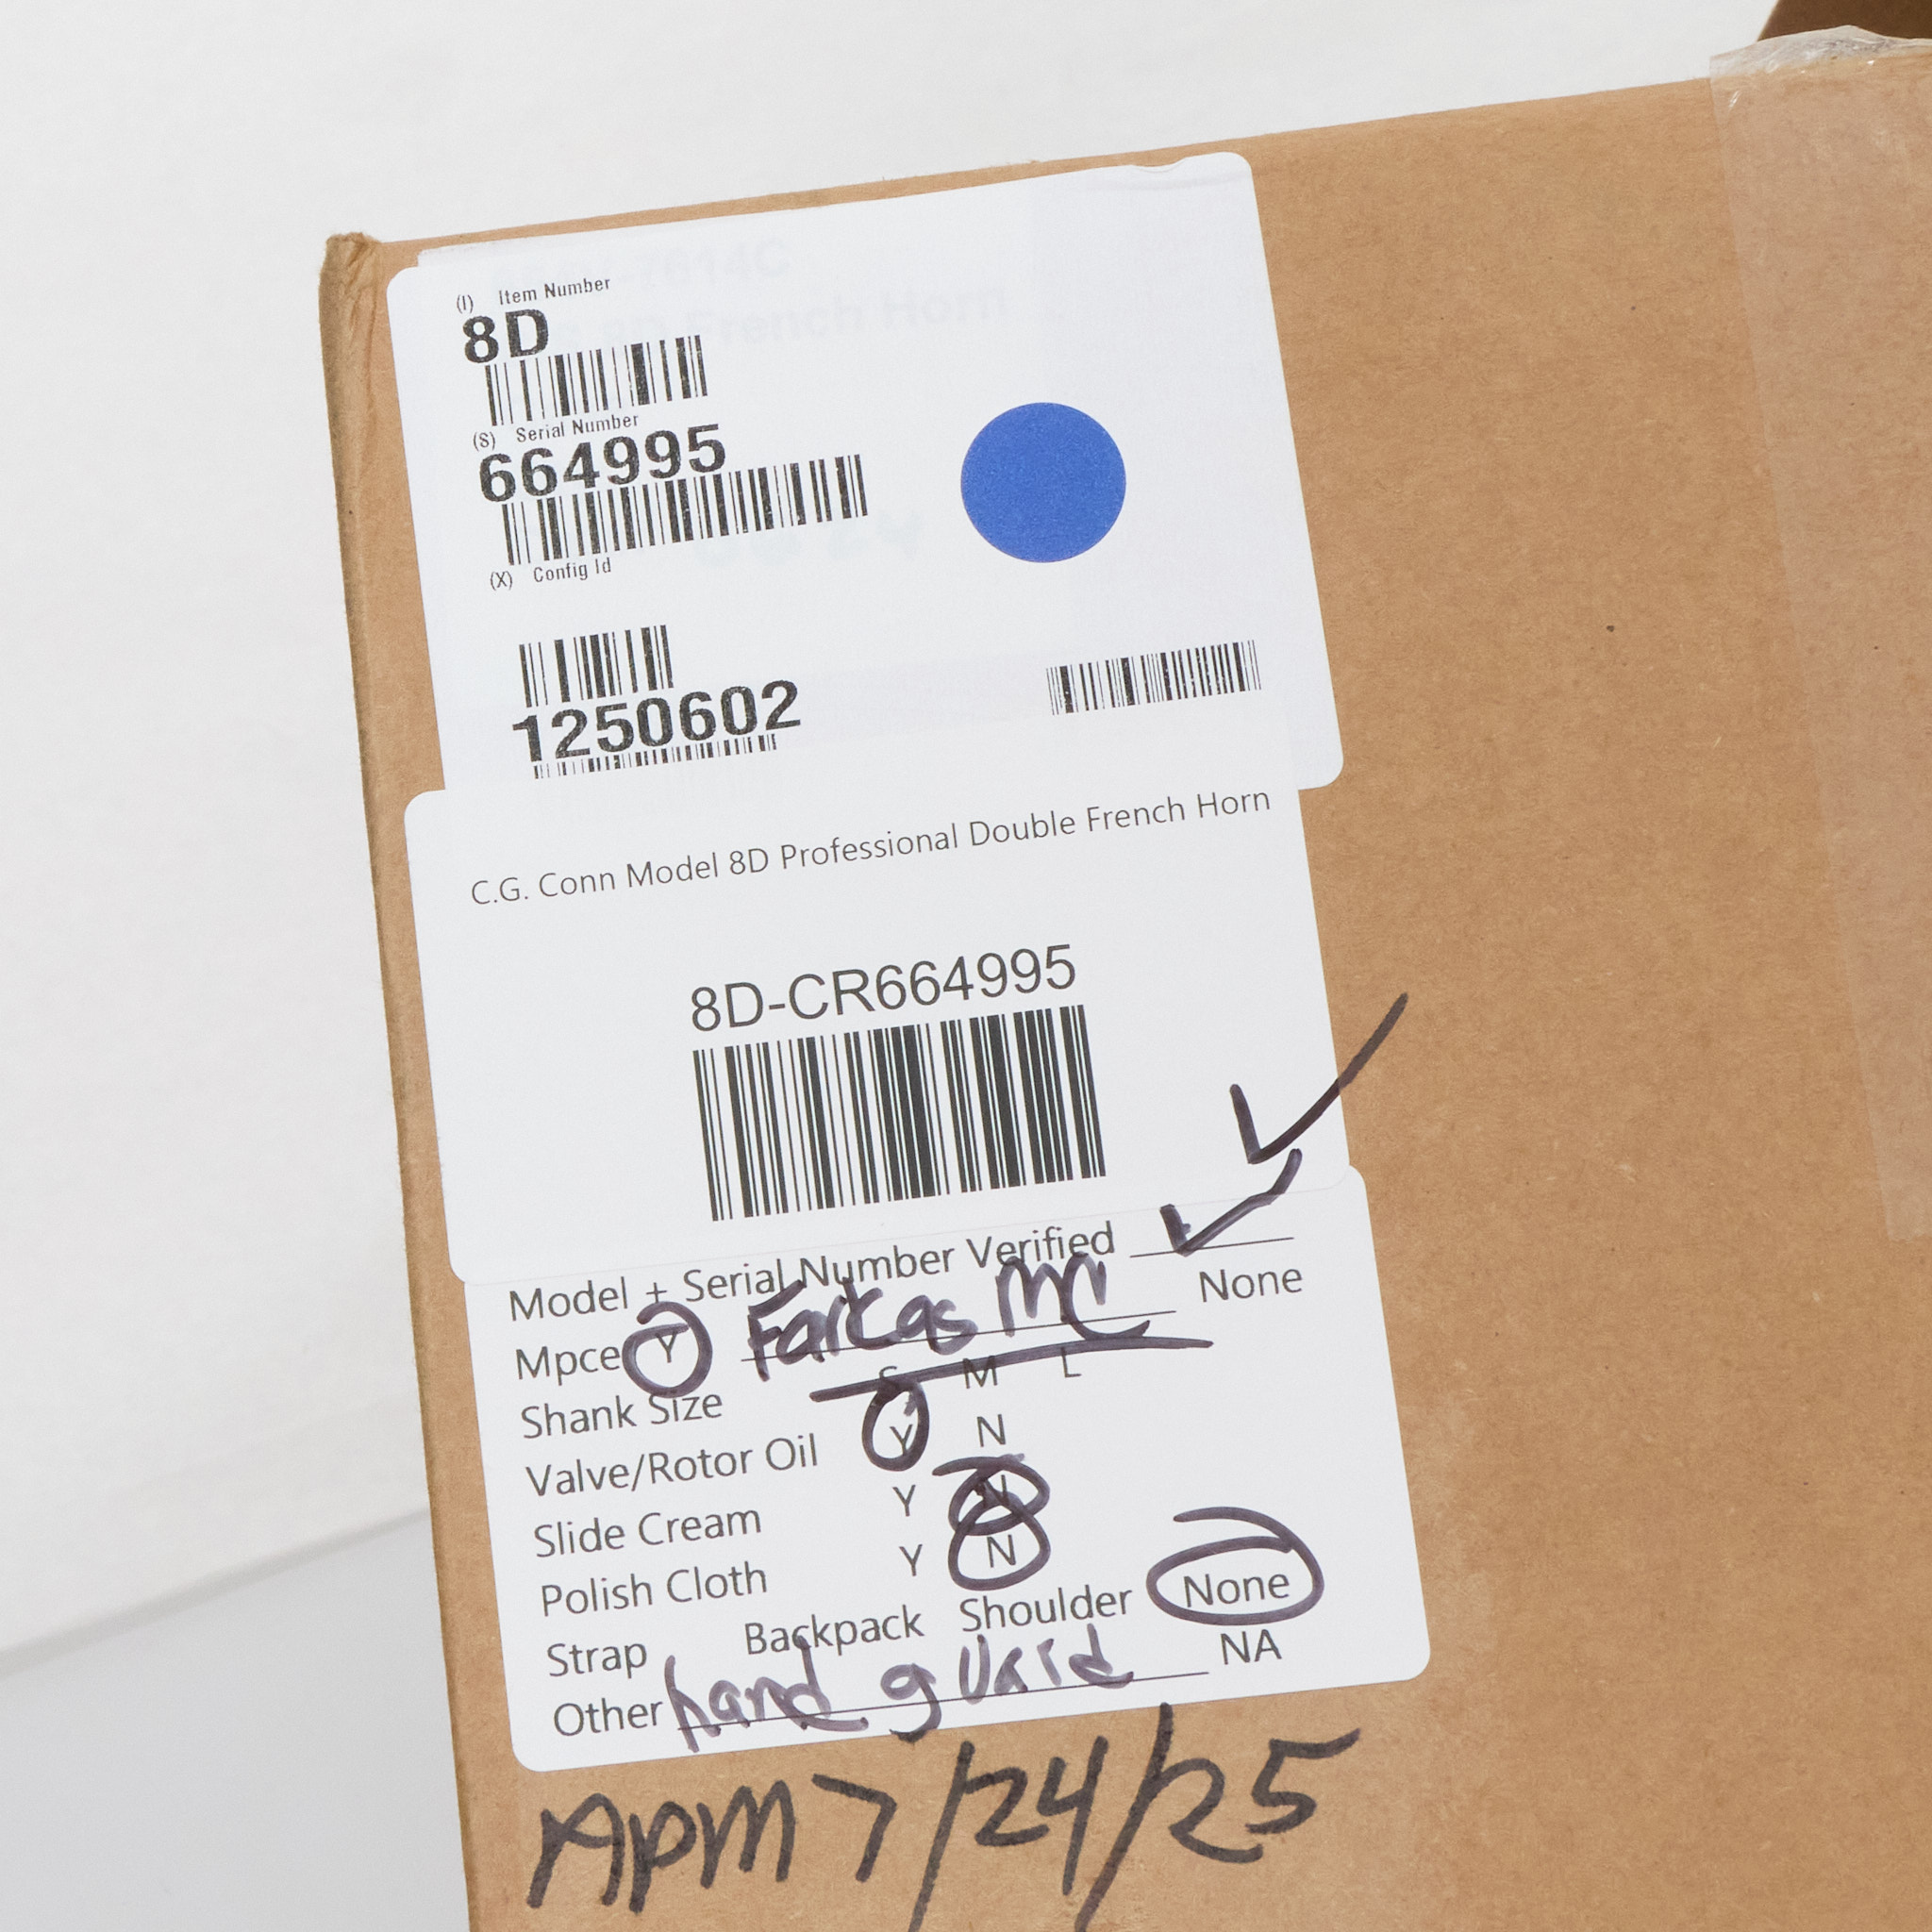 (I) Item Number
8D
(S) Serial Number
664995
(X) Config Id
1250602
C.G. Conn Model 8D Professional Double French Horn
8D-CR664995
Model + Serial Number Verified
Mpce Y Farkas MC None
Shank Size S M L
Valve/Rotor Oil Y N
Slide Cream Y N
Polish Cloth Y N
Strap Backpack Shoulder None
Other hand guard NA
APM 7/24/25